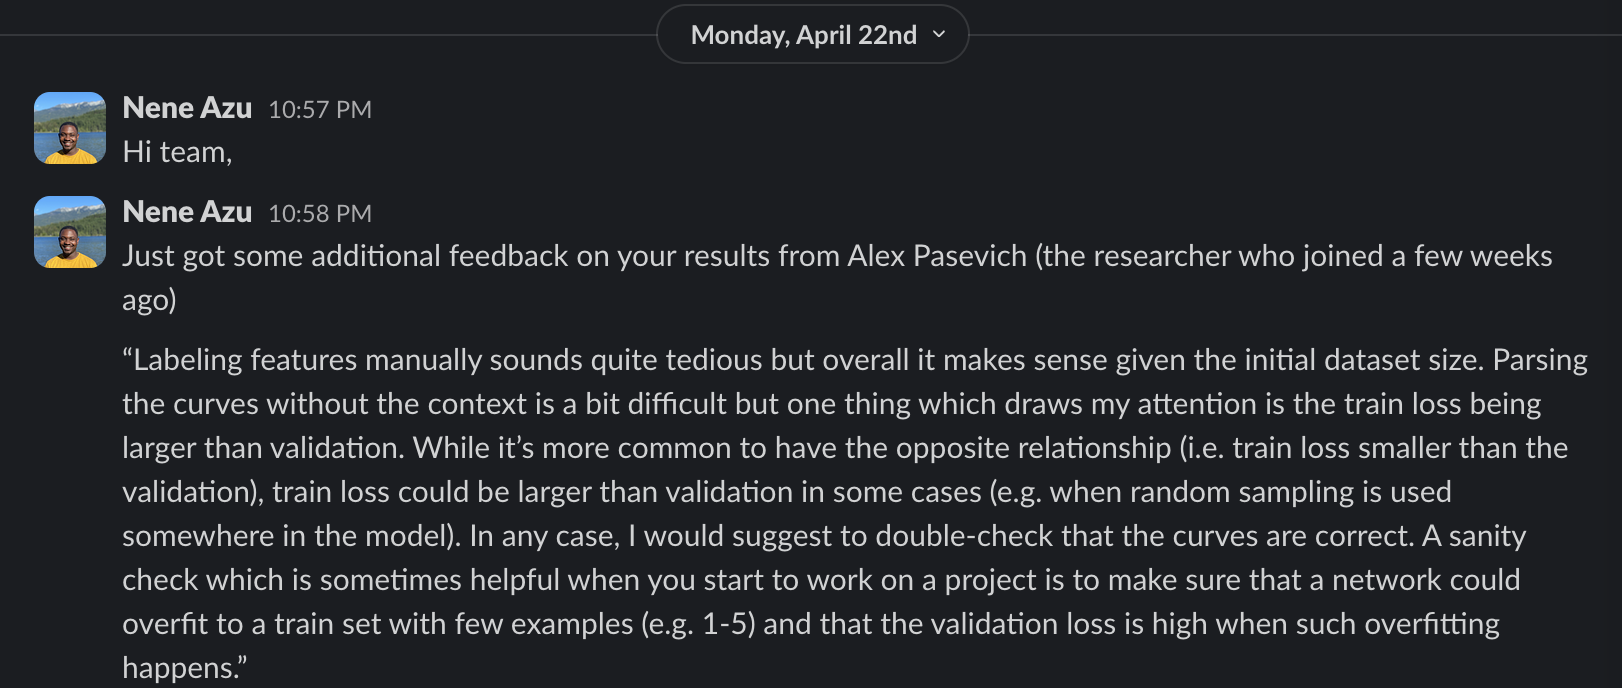 Monday, April 22nd
Nene Azu 10:57 PM
Hi team,
Nene Azu 10:58 PM
Just got some additional feedback on your results from Alex Pasevich (the researcher who joined a few weeks
ago)
“Labeling features manually sounds quite tedious but overall it makes sense given the initial dataset size. Parsing
the curves without the context is a bit difficult but one thing which draws my attention is the train loss being
larger than validation. While it’s more common to have the opposite relationship (i.e. train loss smaller than the
validation), train loss could be larger than validation in some cases (e.g. when random sampling is used
somewhere in the model). In any case, I would suggest to double-check that the curves are correct. A sanity
check which is sometimes helpful when you start to work on a project is to make sure that a network could
overfit to a train set with few examples (e.g. 1-5) and that the validation loss is high when such overfitting
happens.”